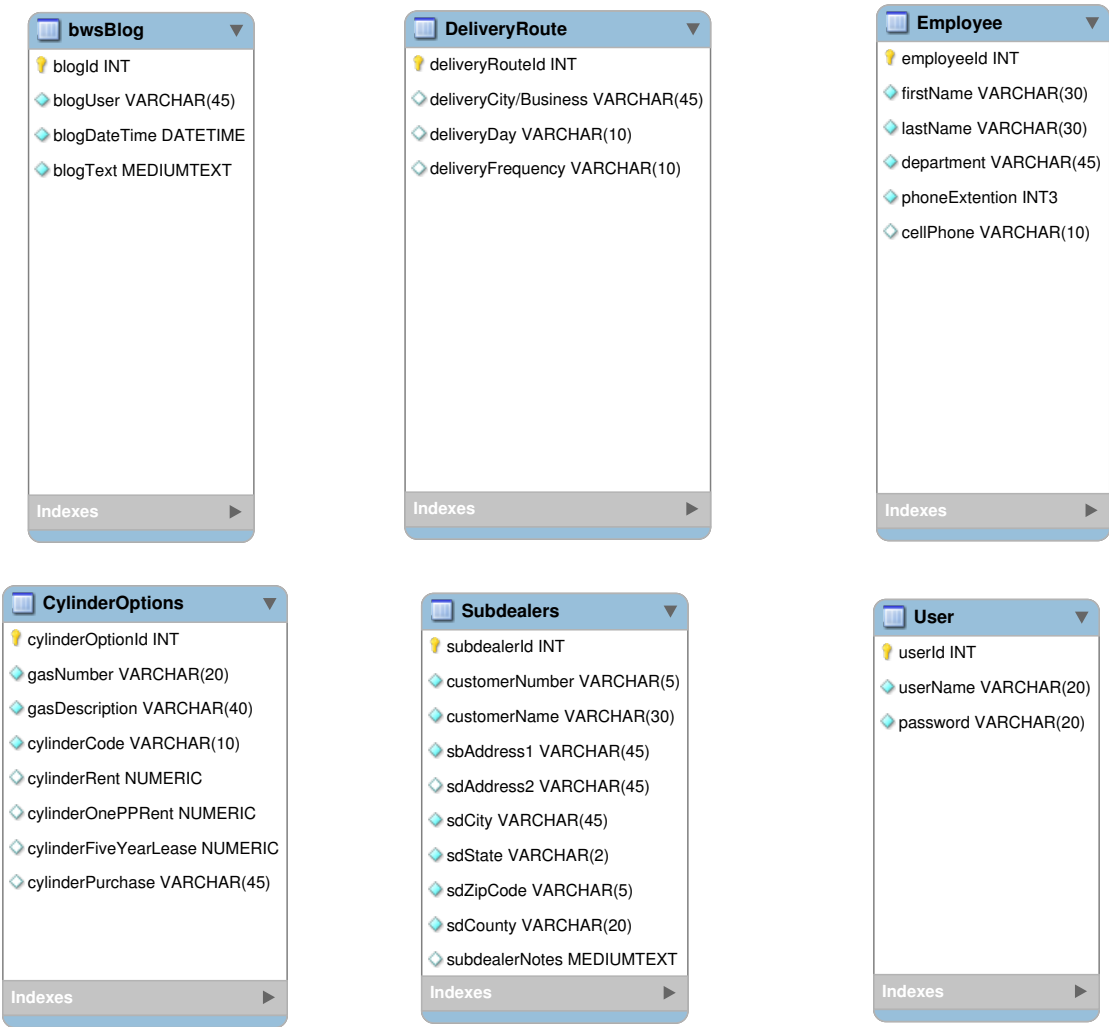 bwsBlog
blogId INT
blogUser VARCHAR(45)
blogDateTime DATETIME
blogText MEDIUMTEXT
Indexes
DeliveryRoute
deliveryRouteId INT
deliveryCity/Business VARCHAR(45)
deliveryDay VARCHAR(10)
deliveryFrequency VARCHAR(10)
Indexes
Employee
employeeId INT
firstName VARCHAR(30)
lastName VARCHAR(30)
department VARCHAR(45)
phoneExtention INT3
cellPhone VARCHAR(10)
Indexes
CylinderOptions
cylinderOptionId INT
gasNumber VARCHAR(20)
gasDescription VARCHAR(40)
cylinderCode VARCHAR(10)
cylinderRent NUMERIC
cylinderOnePPRent NUMERIC
cylinderFiveYearLease NUMERIC
cylinderPurchase VARCHAR(45)
Indexes
Subdealers
subdealerId INT
customerNumber VARCHAR(5)
customerName VARCHAR(30)
sbAddress1 VARCHAR(45)
sdAddress2 VARCHAR(45)
sdCity VARCHAR(45)
sdState VARCHAR(2)
sdZipCode VARCHAR(5)
sdCounty VARCHAR(20)
subdealerNotes MEDIUMTEXT
Indexes
User
userId INT
userName VARCHAR(20)
password VARCHAR(20)
Indexes